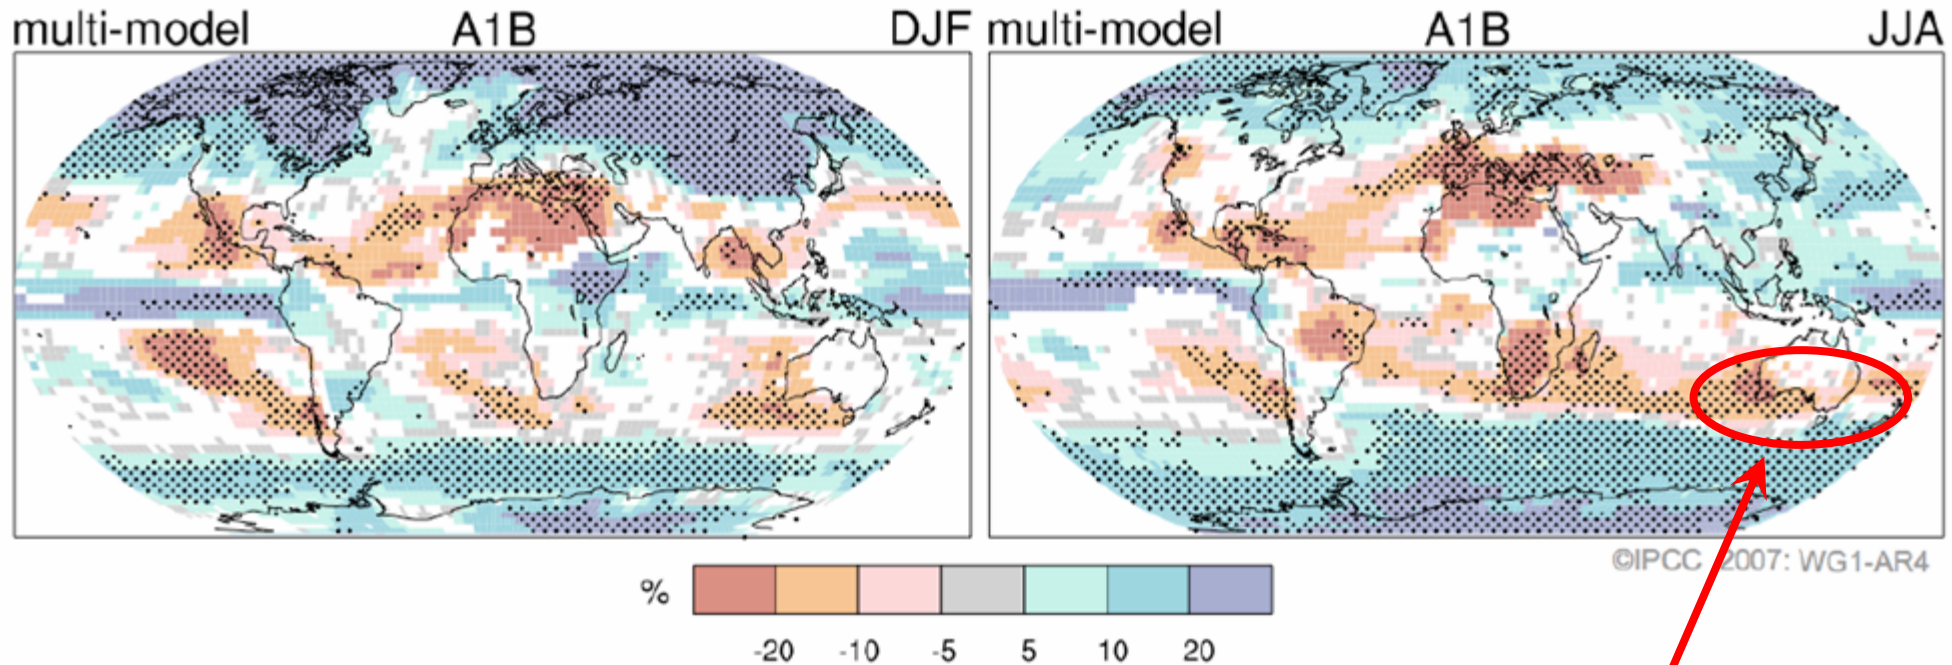 multi-model A1B DJF
multi-model A1B JJA
©IPCC 2007: WG1-AR4
%
-20 -10 -5 5 10 20